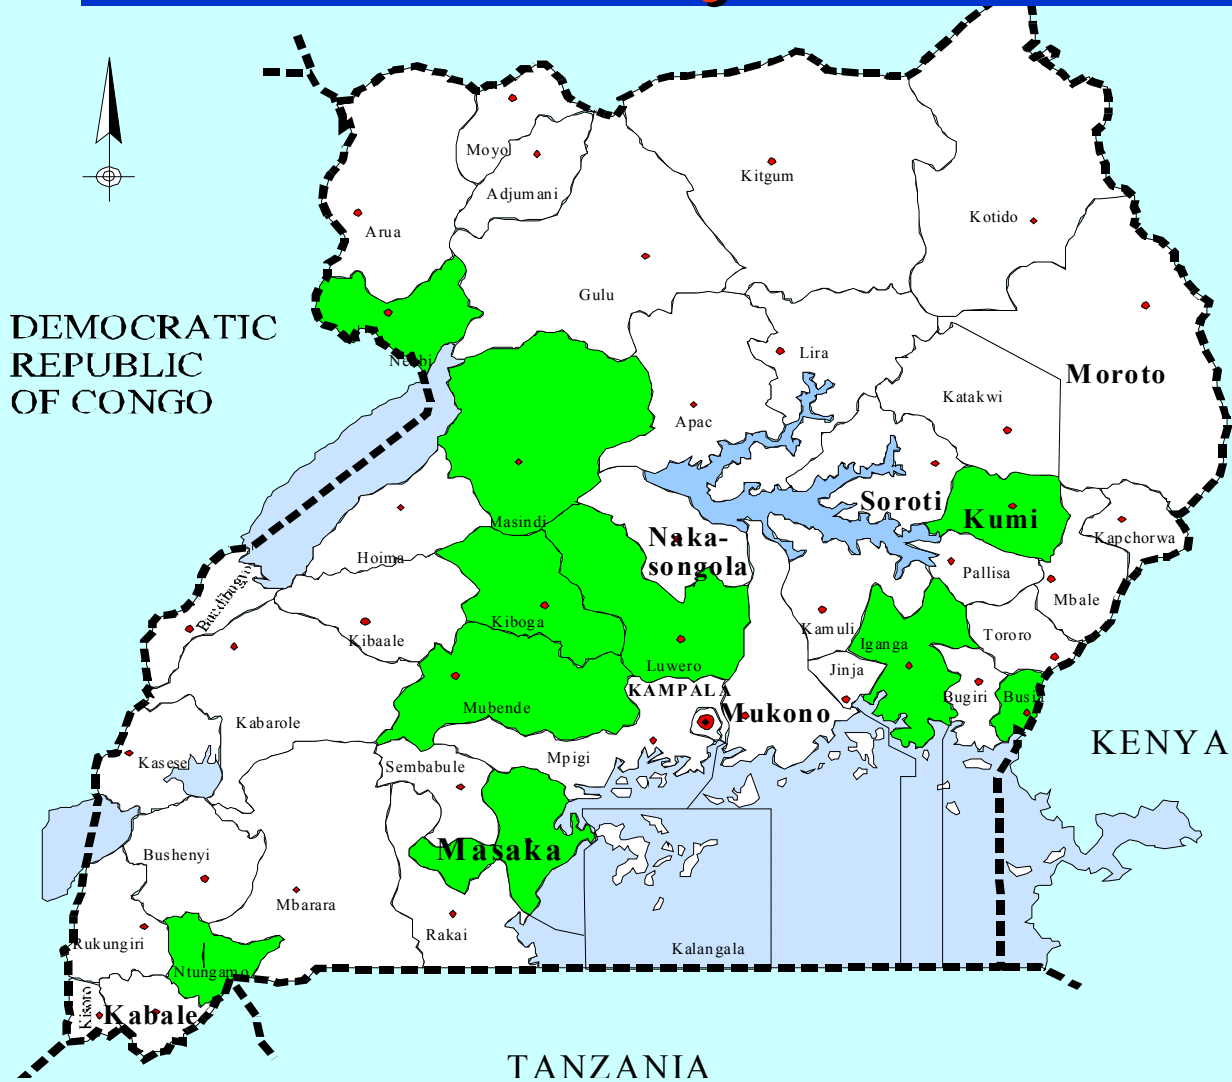 Moyo
Adjumani
Kitgum
Kotido
Arua
Gulu
DEMOCRATIC
REPUBLIC
OF CONGO
Nebbi
Lira
Moroto
Katakwi
Apac
Soroti
Kumi
Masindi
Naka-
songola
Kapchorwa
Hoima
Pallisa
Mbale
Kibaale
Kiboga
Kamuli
Iganga
Tororo
Luwero
Jinja
KAMPALA
Bugiri
Busia
Mubende
Mukono
Kabarole
KENYA
Kasese
Sembabule
Mpigi
Masaka
Bushenyi
Mbarara
Rukungiri
Rakai
Kalangala
Ntungamo
Kisoro
Kabale
TANZANIA